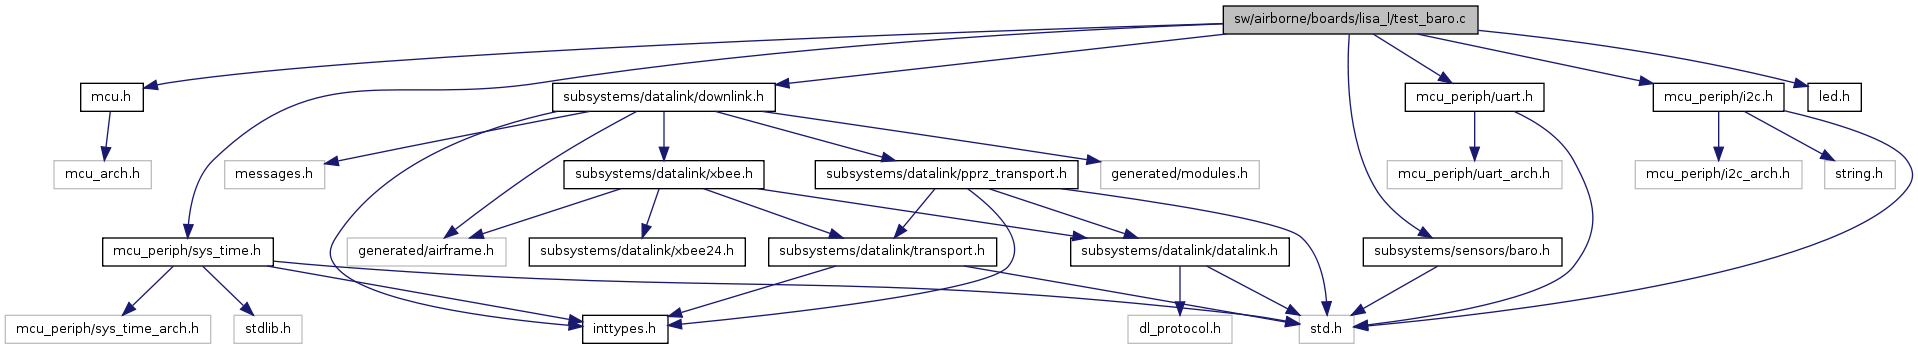 sw/airborne/boards/lisa_l/test_baro.c
mcu.h
subsystems/datalink/downlink.h
mcu_periph/uart.h
mcu_periph/i2c.h
led.h
mcu_arch.h
messages.h
subsystems/datalink/xbee.h
subsystems/datalink/pprz_transport.h
generated/modules.h
mcu_periph/uart_arch.h
mcu_periph/i2c_arch.h
string.h
mcu_periph/sys_time.h
generated/airframe.h
subsystems/datalink/xbee24.h
subsystems/datalink/transport.h
subsystems/datalink/datalink.h
subsystems/sensors/baro.h
mcu_periph/sys_time_arch.h
stdlib.h
inttypes.h
dl_protocol.h
std.h